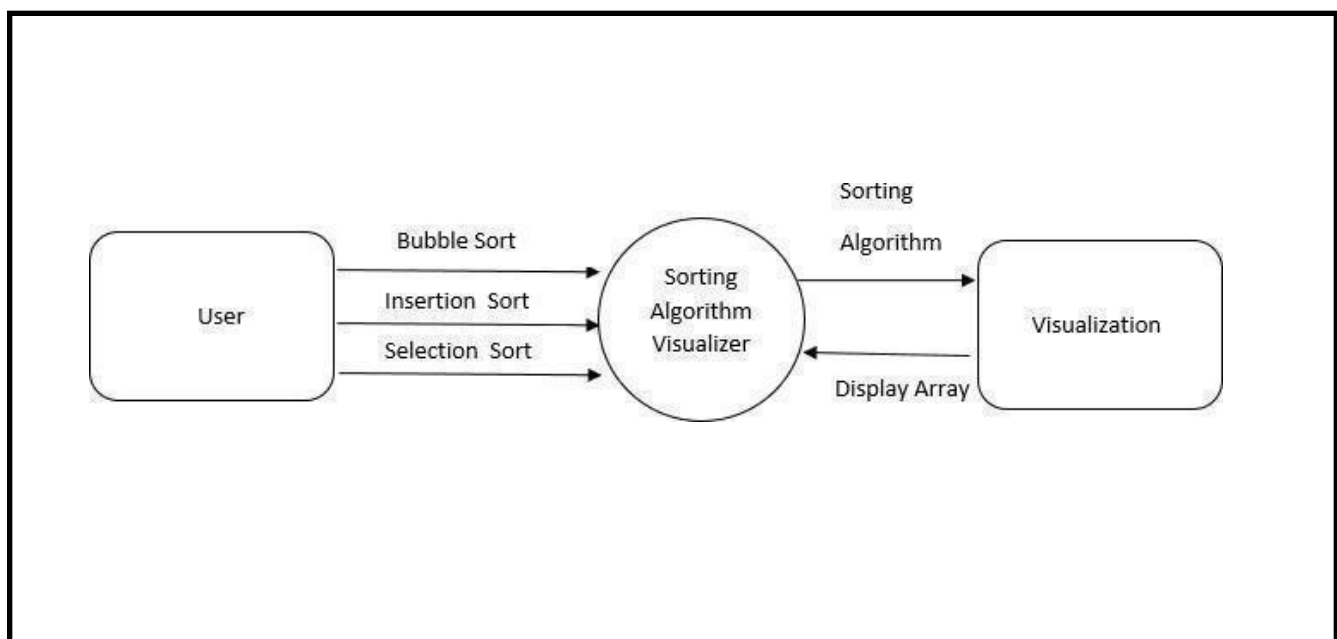 User
Bubble Sort
Insertion Sort
Selection Sort
Sorting
Algorithm
Visualizer
Sorting
Algorithm
Display Array
Visualization